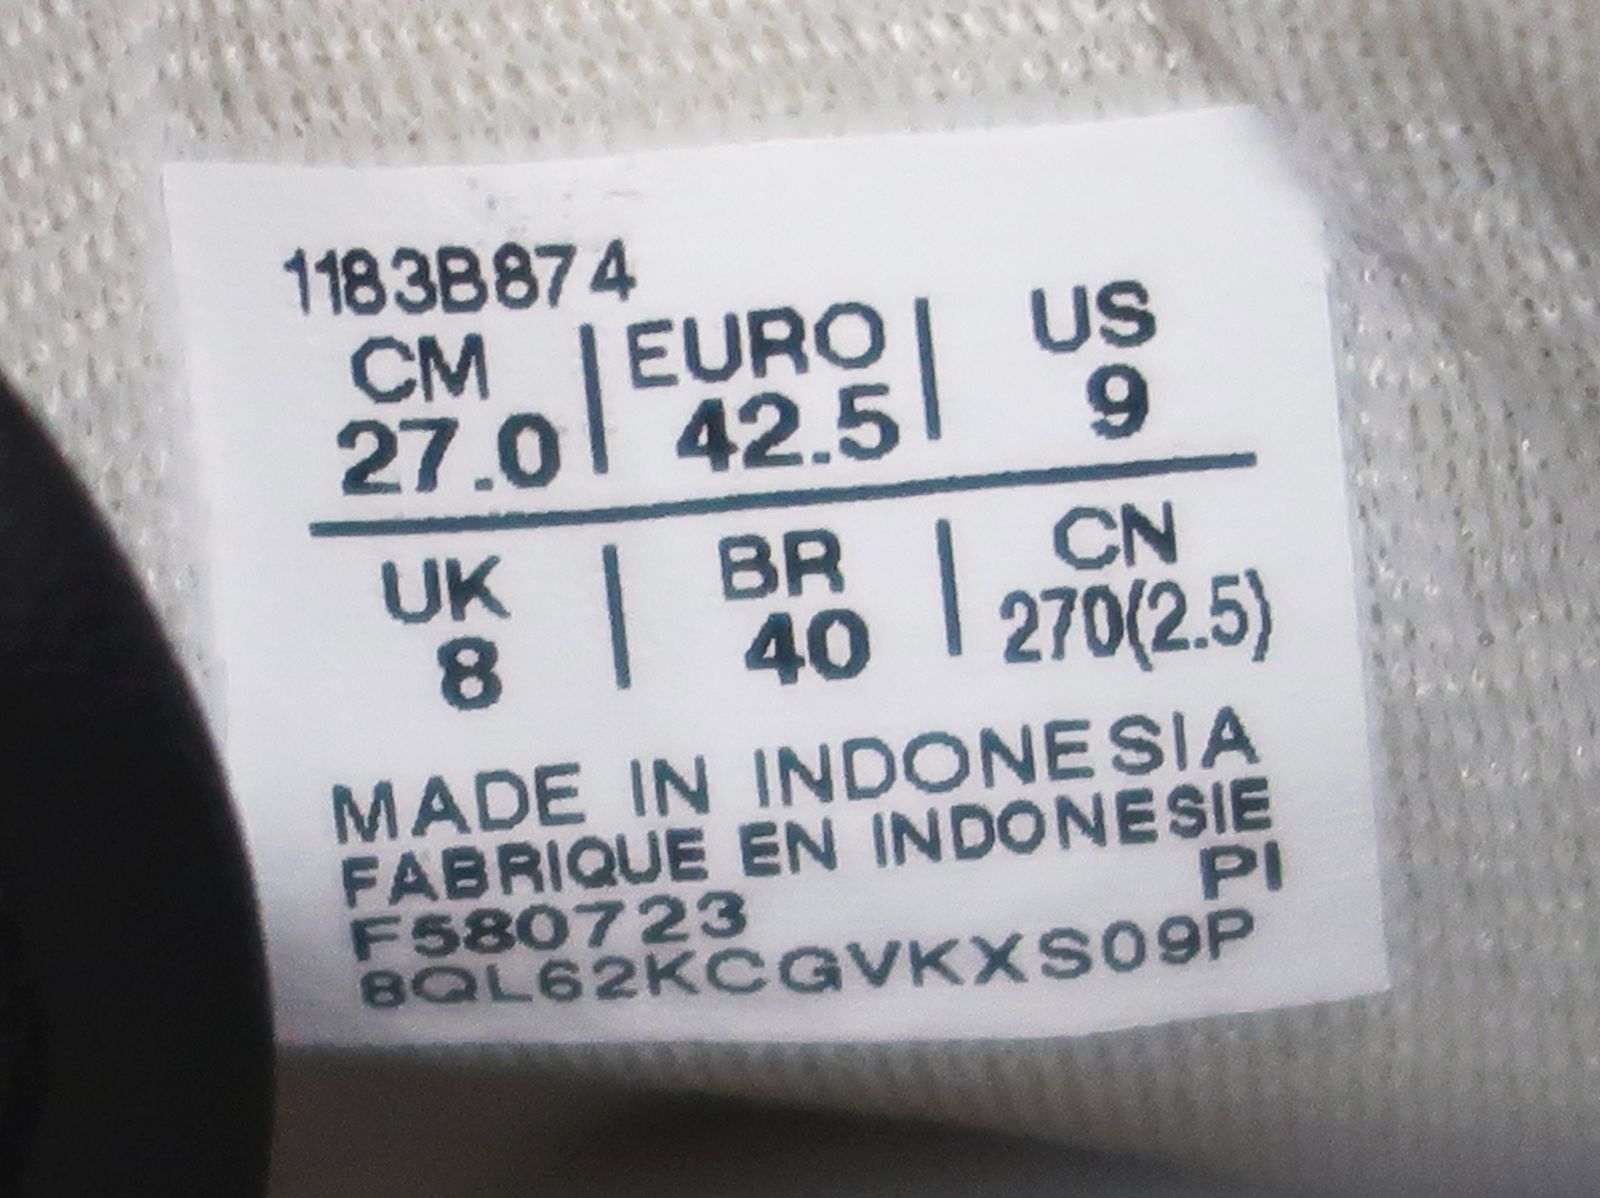 1183B874
CM | EURO | US
27.0 | 42.5 | 9
UK | BR | CN
8 | 40 | 270(2.5)
MADE IN INDONESIA
FABRIQUE EN INDONESIE
PI
F580723
8QL62KCGVKXS09P